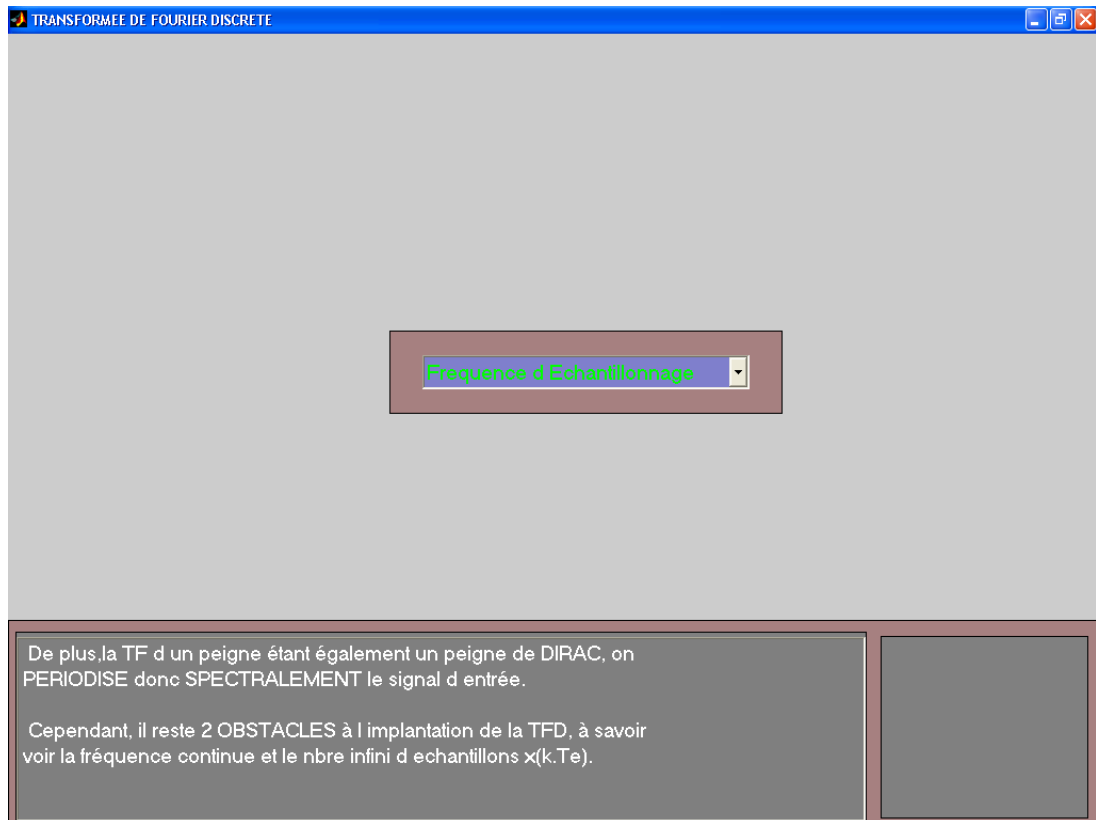 TRANSFORMEE DE FOURIER DISCRETE
Frequence d Echantillonnage
De plus,la TF d un peigne étant également un peigne de DIRAC, on
PERIODISE donc SPECTRALEMENT le signal d entrée.
Cependant, il reste 2 OBSTACLES à l implantation de la TFD, à savoir
voir la fréquence continue et le nbre infini d echantillons x(k.Te).